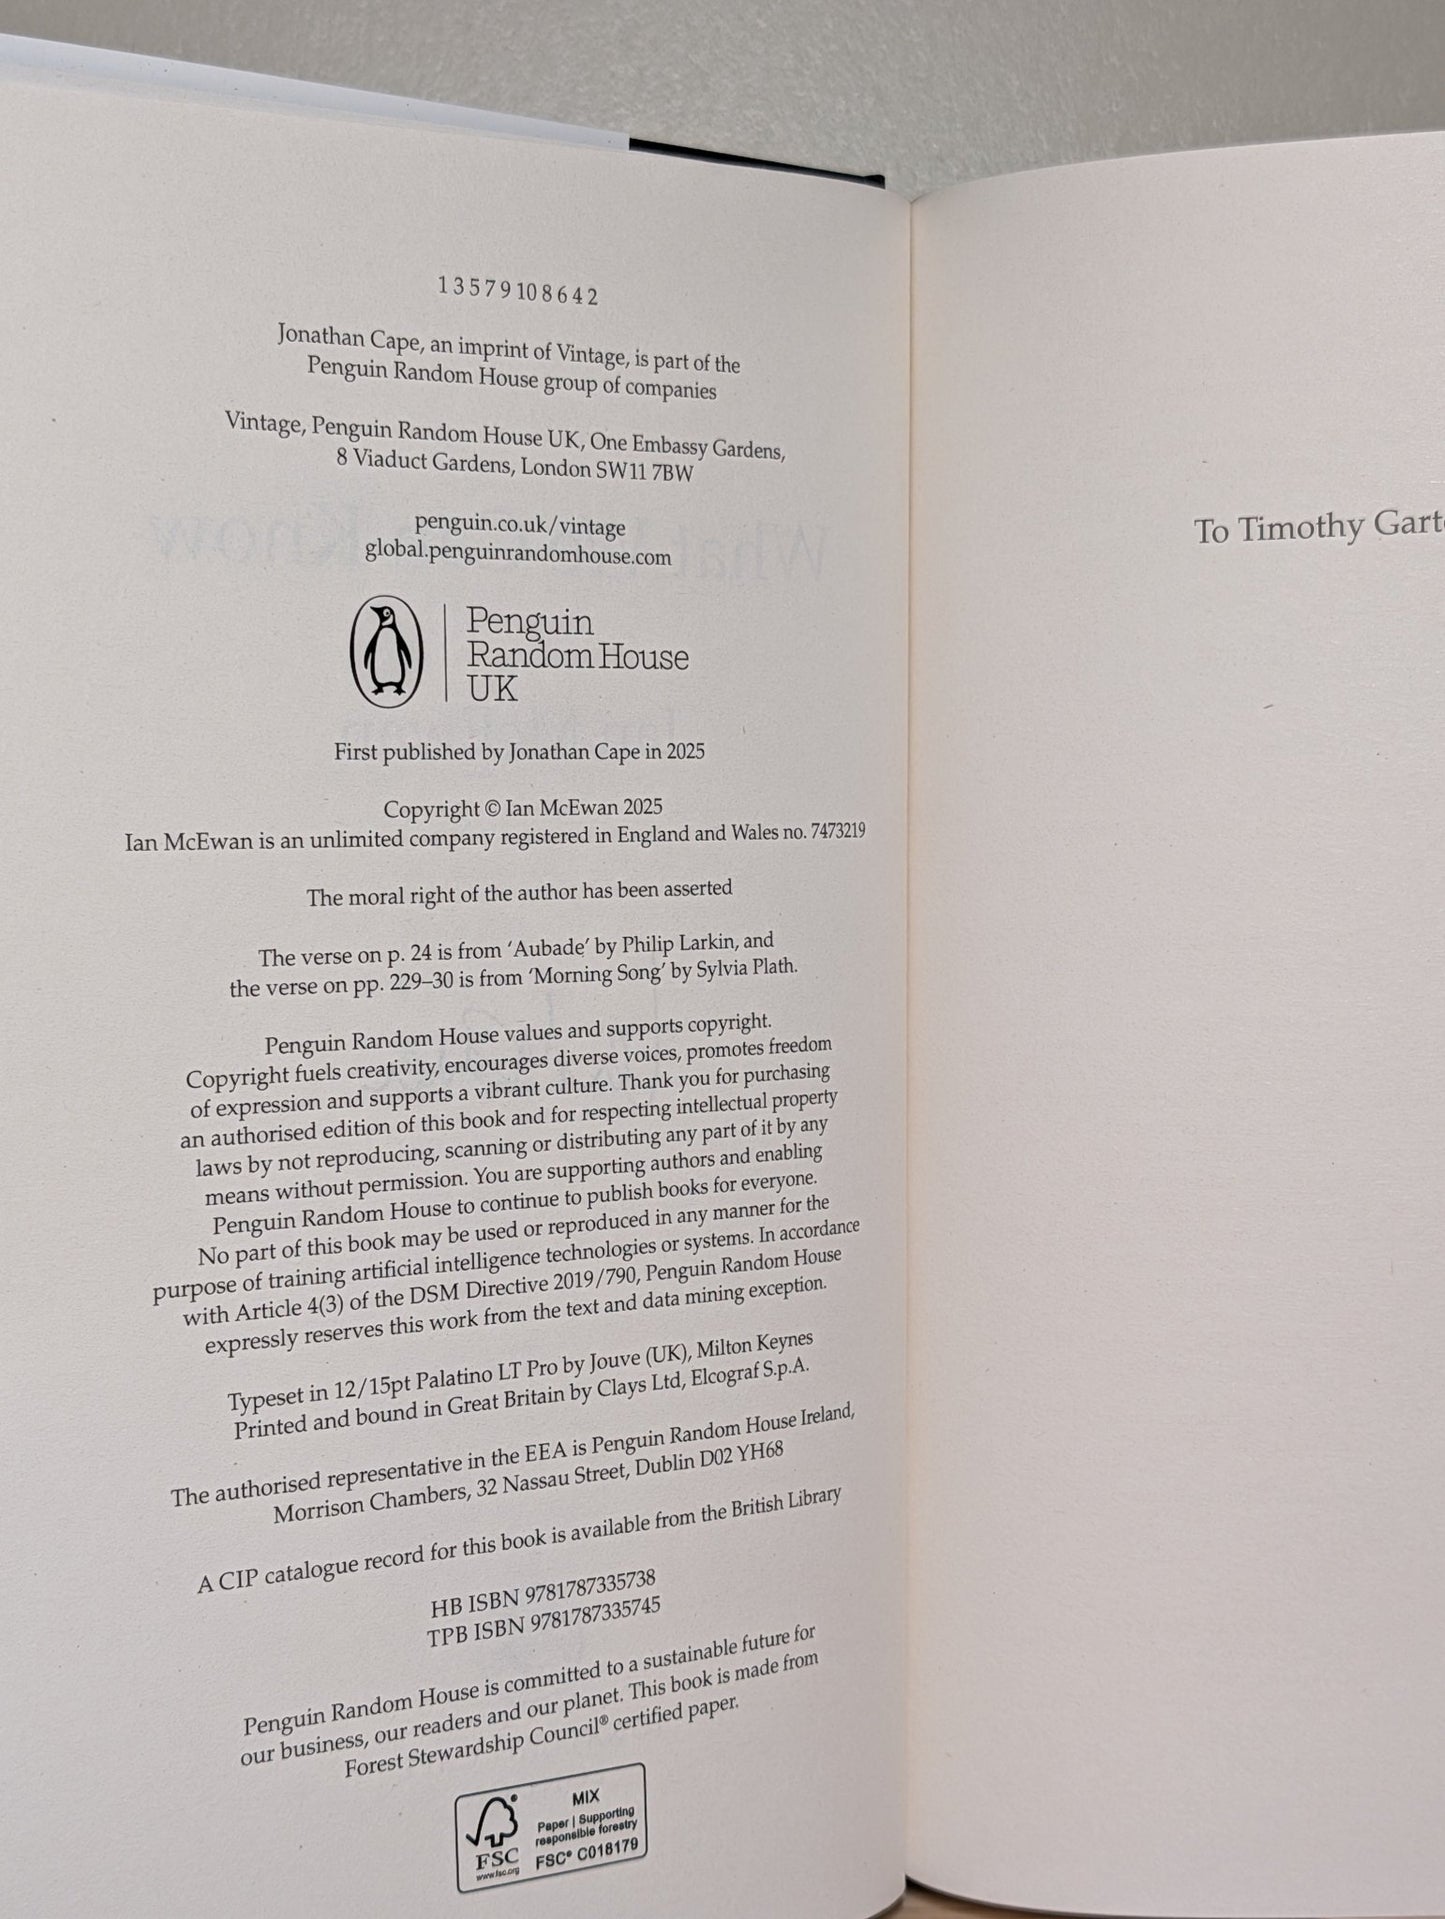 1 3 5 7 9 10 8 6 4 2
Jonathan Cape, an imprint of Vintage, is part of the
Penguin Random House group of companies
Vintage, Penguin Random House UK, One Embassy Gardens,
8 Viaduct Gardens, London SW11 7BW
penguin.co.uk/vintage
global.penguinrandomhouse.com
Penguin
Random House
UK
First published by Jonathan Cape in 2025
Copyright © Ian McEwan 2025
Ian McEwan is an unlimited company registered in England and Wales no. 7473219
The moral right of the author has been asserted
The verse on p. 24 is from ‘Aubade’ by Philip Larkin, and
the verse on pp. 229–30 is from ‘Morning Song’ by Sylvia Plath.
Penguin Random House values and supports copyright.
Copyright fuels creativity, encourages diverse voices, promotes freedom
of expression and supports a vibrant culture. Thank you for purchasing
an authorised edition of this book and for respecting intellectual property
laws by not reproducing, scanning or distributing any part of it by any
means without permission. You are supporting authors and enabling
Penguin Random House to continue to publish books for everyone.
No part of this book may be used or reproduced in any manner for the
purpose of training artificial intelligence technologies or systems. In accordance
with Article 4(3) of the DSM Directive 2019/790, Penguin Random House
expressly reserves this work from the text and data mining exception.
Typeset in 12/15pt Palatino LT Pro by Jouve (UK), Milton Keynes
Printed and bound in Great Britain by Clays Ltd, Elcograf S.p.A.
The authorised representative in the EEA is Penguin Random House Ireland,
Morrison Chambers, 32 Nassau Street, Dublin D02 YH68
A CIP catalogue record for this book is available from the British Library
HB ISBN 9781787335738
TPB ISBN 9781787335745
Penguin Random House is committed to a sustainable future for
our business, our readers and our planet. This book is made from
Forest Stewardship Council® certified paper.
FSC
www.fsc.org
MIX
Paper | Supporting
responsible forestry
FSC® C018179
To Timothy Gart